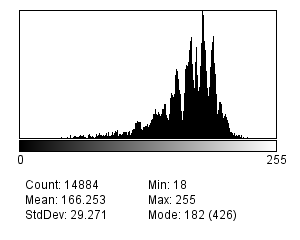 0 255
Count: 14884 Min: 18
Mean: 166.253 Max: 255
StdDev: 29.271 Mode: 182 (426)